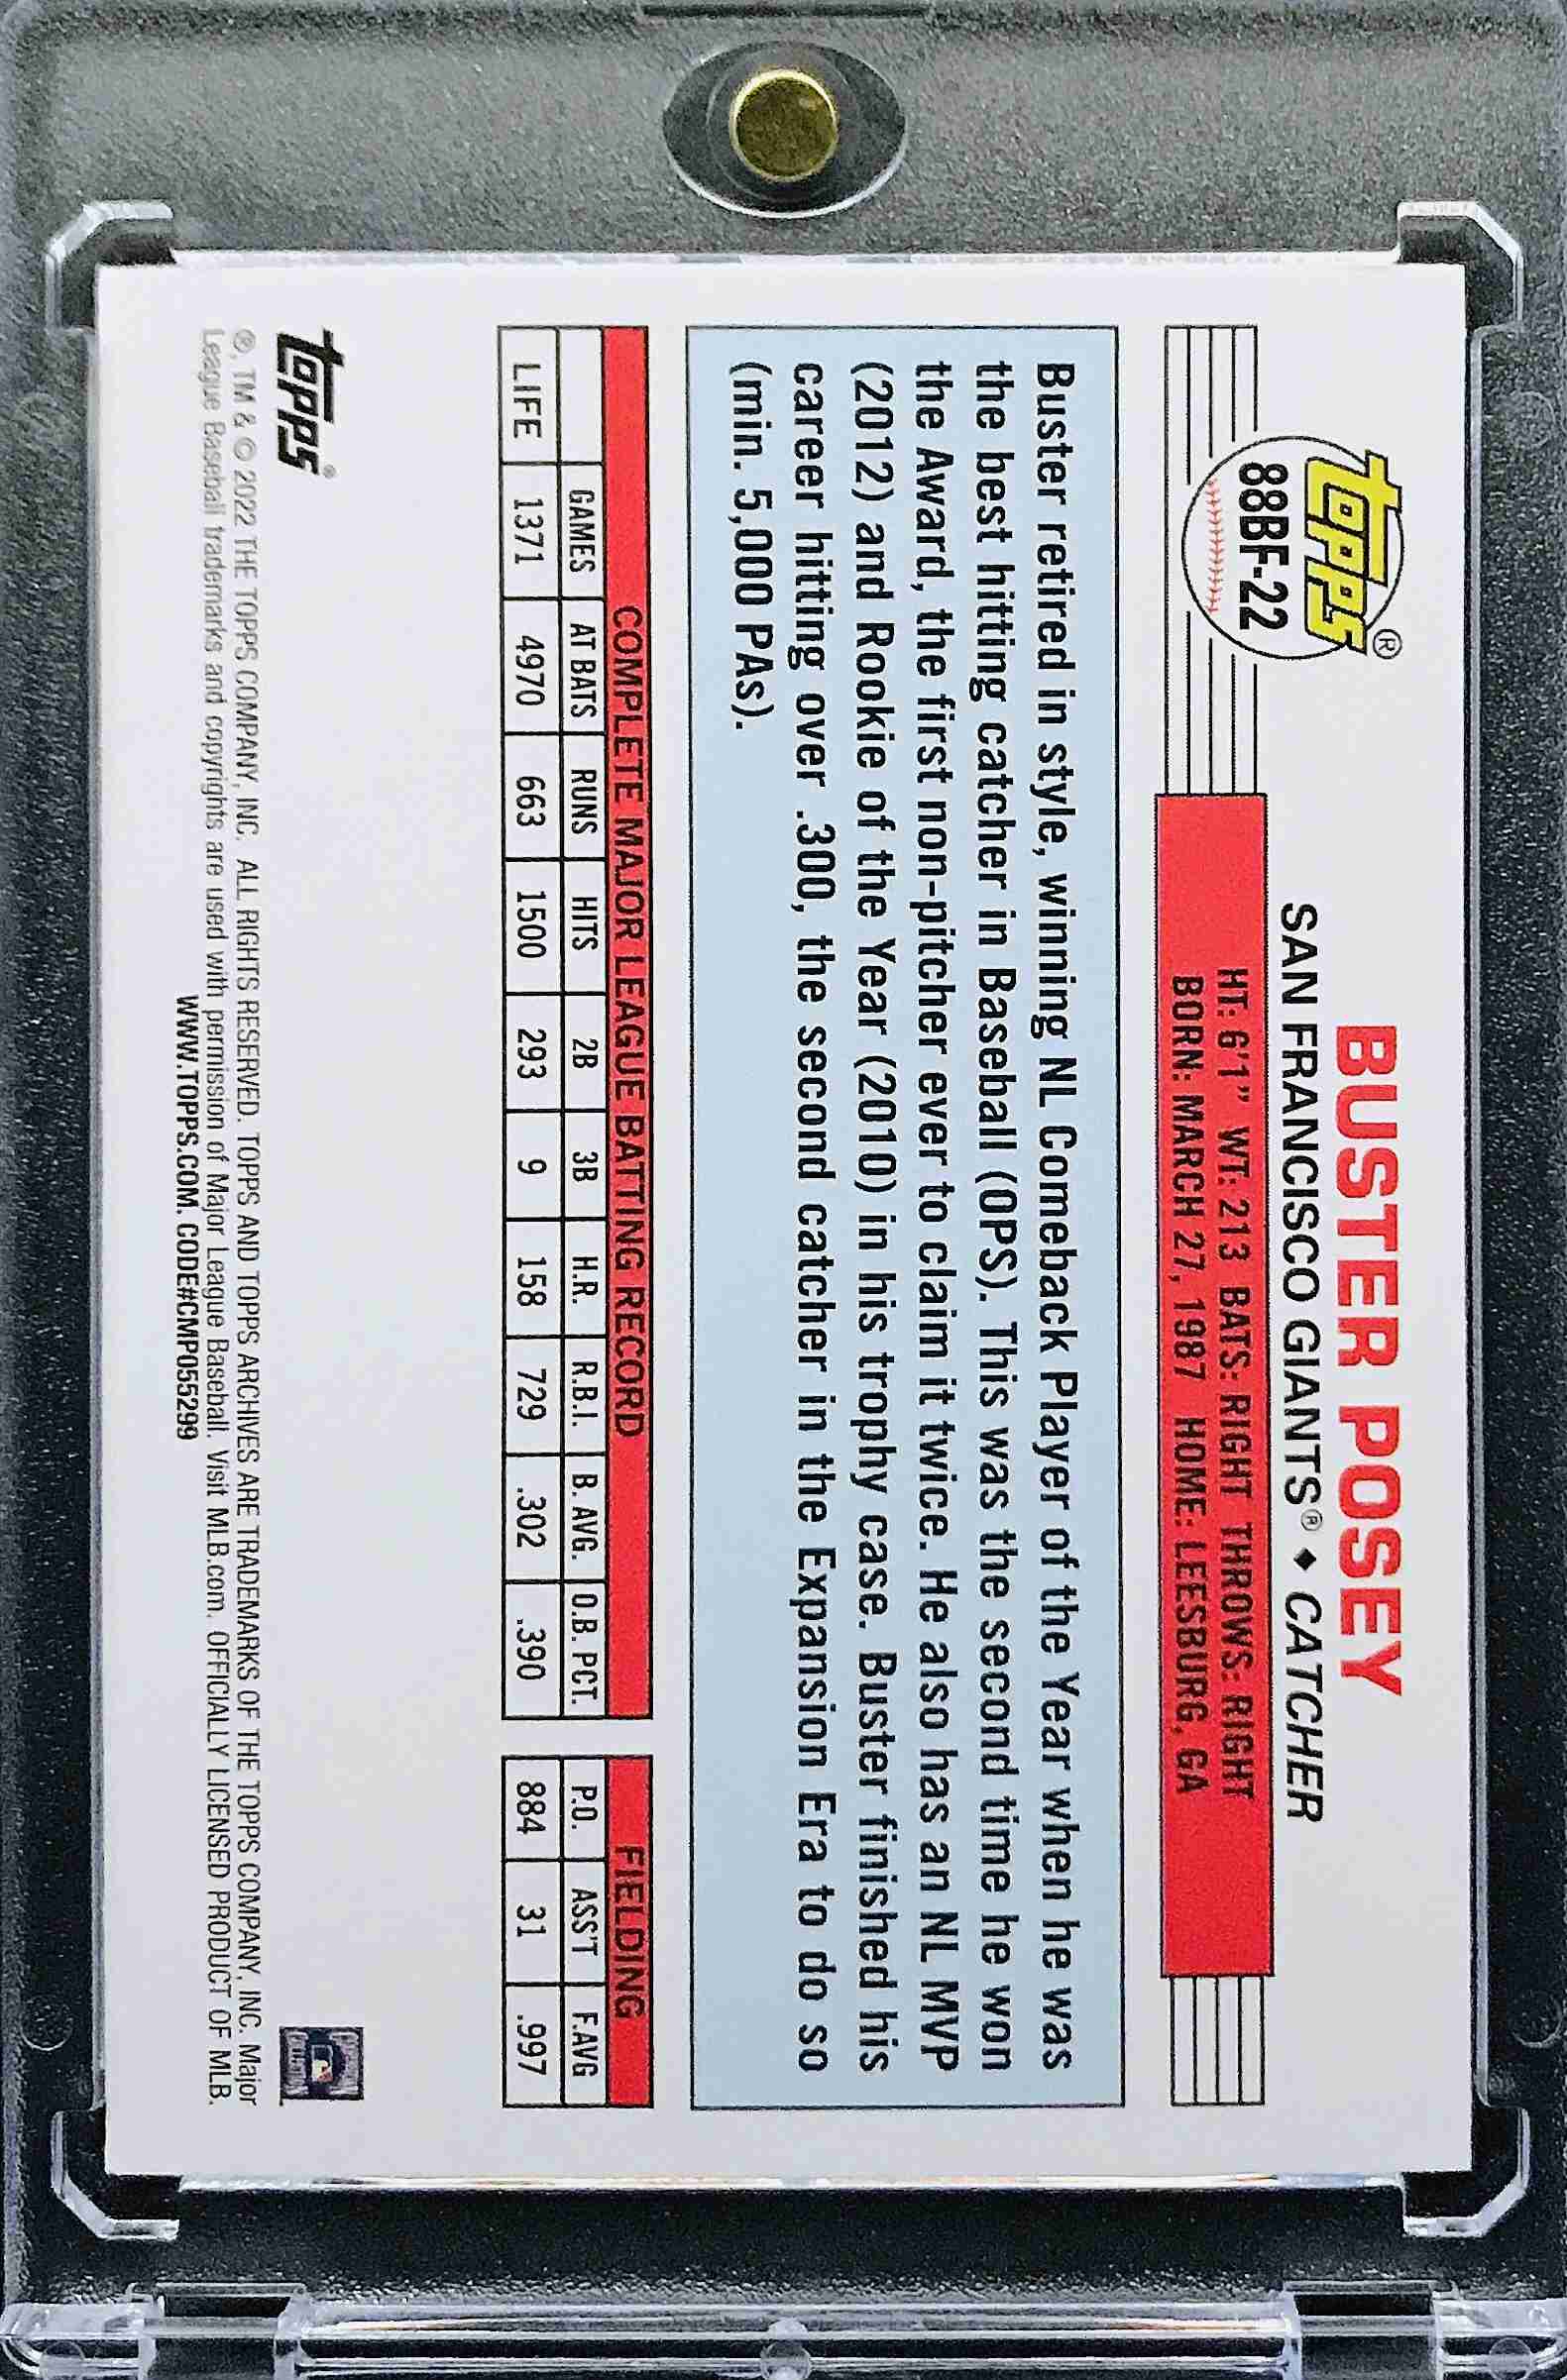 topps®
88BF-22
BUSTER POSEY
SAN FRANCISCO GIANTS® ♦ CATCHER
HT: 6'1" WT: 213 BATS: RIGHT THROWS: RIGHT
BORN: MARCH 27, 1987 HOME: LEESBURG, GA
Buster retired in style, winning NL Comeback Player of the Year when he was
the best hitting catcher in Baseball (OPS). This was the second time he won
the Award, the first non-pitcher ever to claim it twice. He also has an NL MVP
(2012) and Rookie of the Year (2010) in his trophy case. Buster finished his
career hitting over .300, the second catcher in the Expansion Era to do so
(min. 5,000 PAs).
COMPLETE MAJOR LEAGUE BATTING RECORD FIELDING
GAMES AT BATS RUNS HITS 2B 3B H.R. R.B.I. B. AVG. O.B. PCT. P.O. ASS'T F.AVG
LIFE 1371 4970 663 1500 293 9 158 729 .302 .390 884 31 .997
topps®
®, TM & © 2022 THE TOPPS COMPANY, INC. ALL RIGHTS RESERVED. TOPPS AND TOPPS ARCHIVES ARE TRADEMARKS OF THE TOPPS COMPANY, INC. Major
League Baseball trademarks and copyrights are used with permission of Major League Baseball. Visit MLB.com. OFFICIALLY LICENSED PRODUCT OF MLB.
WWW.TOPPS.COM. CODE#CMP055299